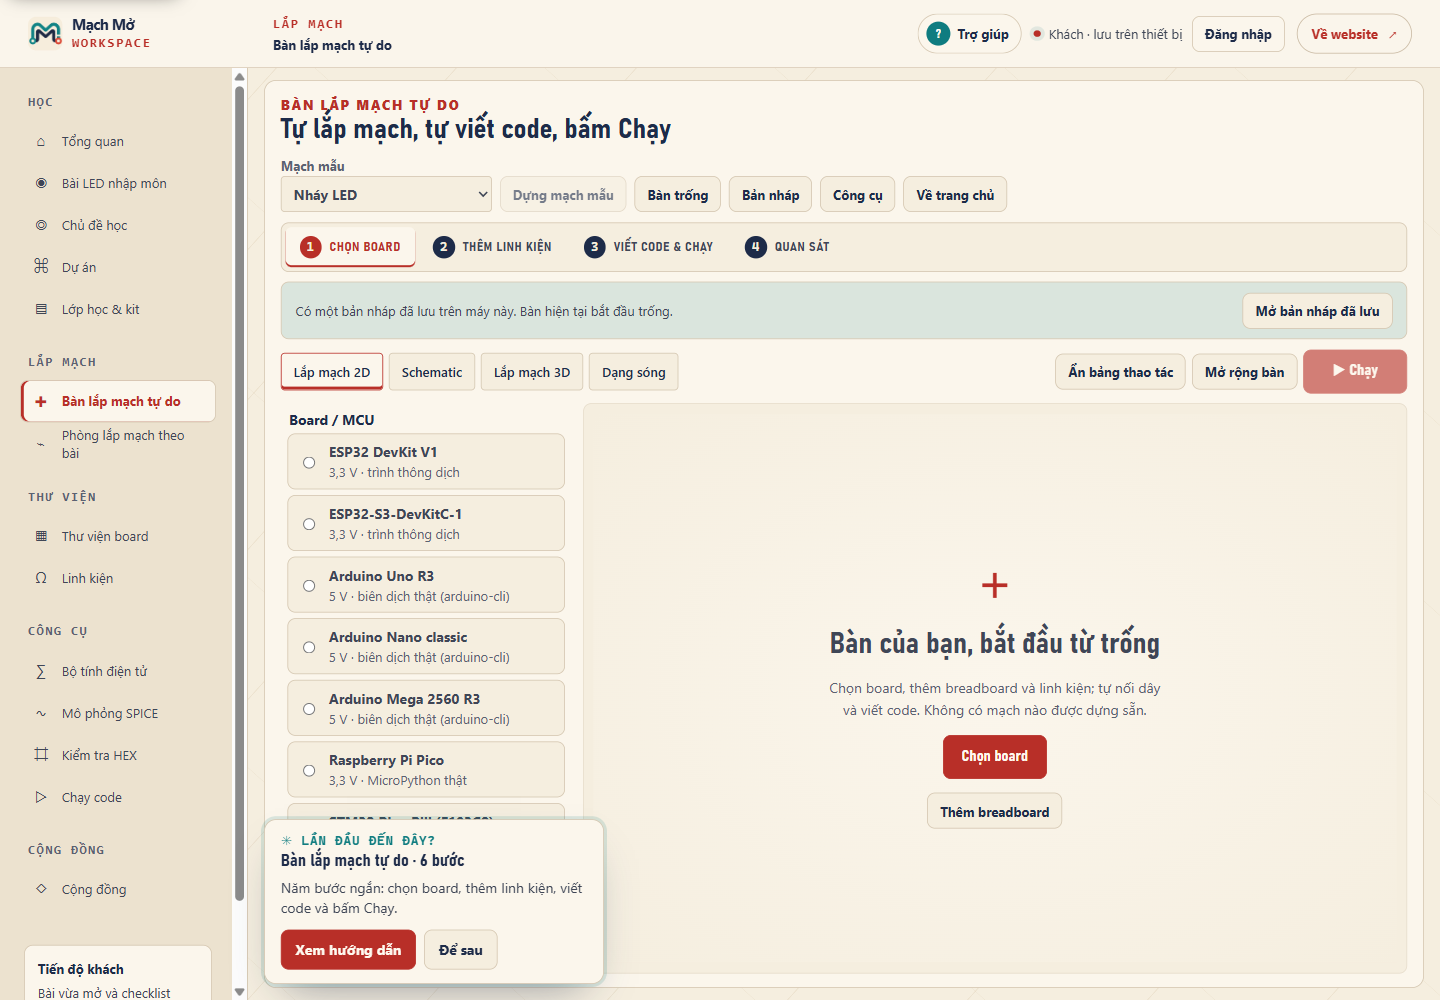 Mạch Mở
WORKSPACE
LẮP MẠCH
Bàn lắp mạch tự do
? Trợ giúp
Khách · lưu trên thiết bị
Đăng nhập
Về website ↗
HỌC
Tổng quan
Bài LED nhập môn
Chủ đề học
Dự án
Lớp học & kit
LẮP MẠCH
Bàn lắp mạch tự do
Phòng lắp mạch theo
bài
THƯ VIỆN
Thư viện board
Linh kiện
CÔNG CỤ
Bộ tính điện tử
Mô phỏng SPICE
Kiểm tra HEX
Chạy code
CỘNG ĐỒNG
Cộng đồng
Tiến độ khách
Bài vừa mở và checklist
BÀN LẮP MẠCH TỰ DO
Tự lắp mạch, tự viết code, bấm Chạy
Mạch mẫu
Nháy LED
Dựng mạch mẫu
Bàn trống
Bản nháp
Công cụ
Về trang chủ
1 CHỌN BOARD
2 THÊM LINH KIỆN
3 VIẾT CODE & CHẠY
4 QUAN SÁT
Có một bản nháp đã lưu trên máy này. Bàn hiện tại bắt đầu trống.
Mở bản nháp đã lưu
Lắp mạch 2D
Schematic
Lắp mạch 3D
Dạng sóng
Ẩn bảng thao tác
Mở rộng bàn
▶ Chạy
Board / MCU
ESP32 DevKit V1
3,3 V · trình thông dịch
ESP32-S3-DevKitC-1
3,3 V · trình thông dịch
Arduino Uno R3
5 V · biên dịch thật (arduino-cli)
Arduino Nano classic
5 V · biên dịch thật (arduino-cli)
Arduino Mega 2560 R3
5 V · biên dịch thật (arduino-cli)
Raspberry Pi Pico
3,3 V · MicroPython thật
Bàn của bạn, bắt đầu từ trống
Chọn board, thêm breadboard và linh kiện; tự nối dây
và viết code. Không có mạch nào được dựng sẵn.
Chọn board
Thêm breadboard
LẦN ĐẦU ĐẾN ĐÂY?
Bàn lắp mạch tự do · 6 bước
Năm bước ngắn: chọn board, thêm linh kiện, viết
code và bấm Chạy.
Xem hướng dẫn
Để sau